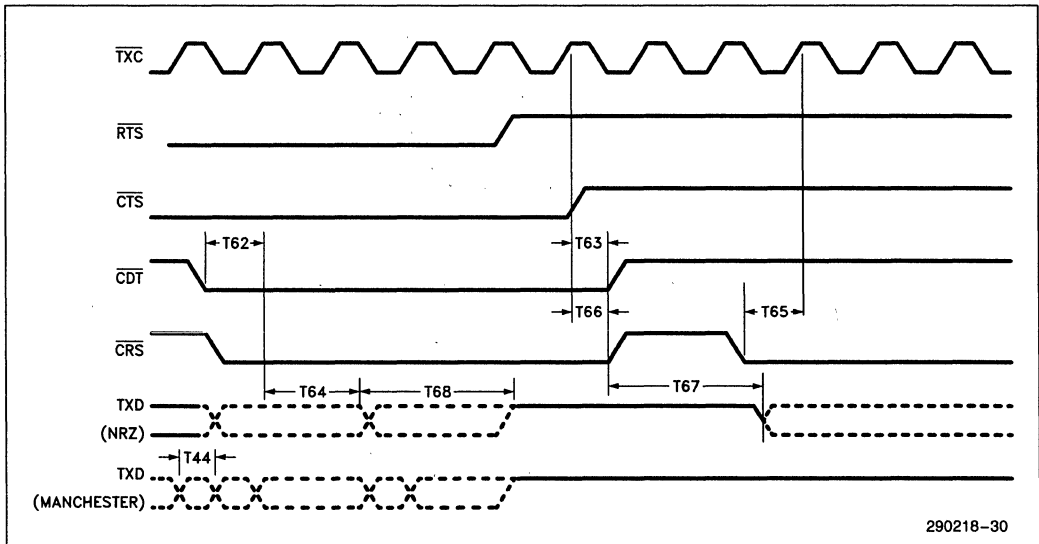 TXC
RTS
CTS
T62
T63
CDT
T66
T65
CRS
T64
T68
T67
TXD
(NRZ)
T44
TXD
(MANCHESTER)
290218-30